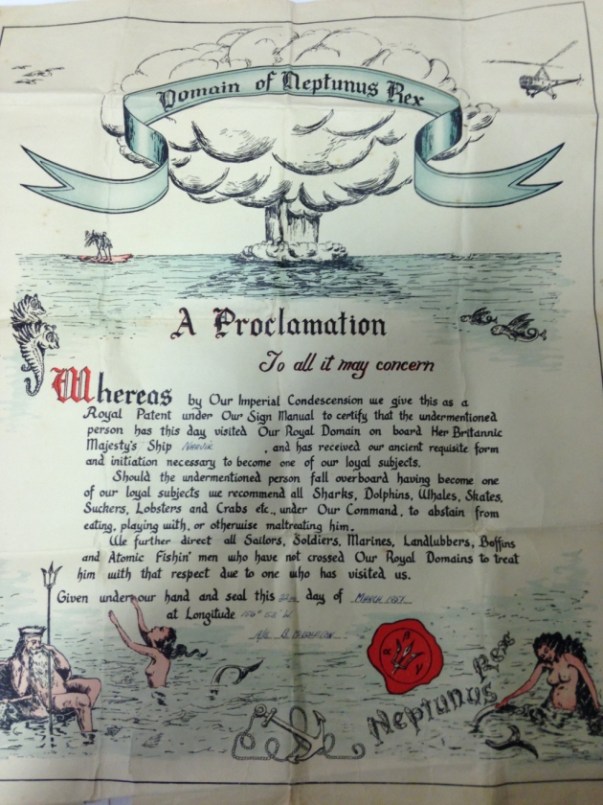 Domain of Neptunus Rex
A Proclamation
To all it may concern
Whereas by Our Imperial Condescension we give this as a
Royal Patent under Our Sign Manual to certify that the undermentioned
person has this day visited Our Royal Domain on board Her Britannic
Majesty's Ship , and has received our ancient requisite form
and initiation necessary to become one of our loyal subjects.
Should the undermentioned person fall overboard having become one
of our loyal subjects we recommend all Sharks, Dolphins, Whales, Skates,
Suckers, Lobsters and Crabs etc., under Our Command, to abstain from
eating, playing with, or otherwise maltreating him.
We further direct all Sailors, Soldiers, Marines, Landlubbers, Boffins
and Atomic Fishin' men who have not crossed Our Royal Domains to treat
him with that respect due to one who has visited us.
Given under our hand and seal this day of March 1957
at Longitude
Neptunus Rex